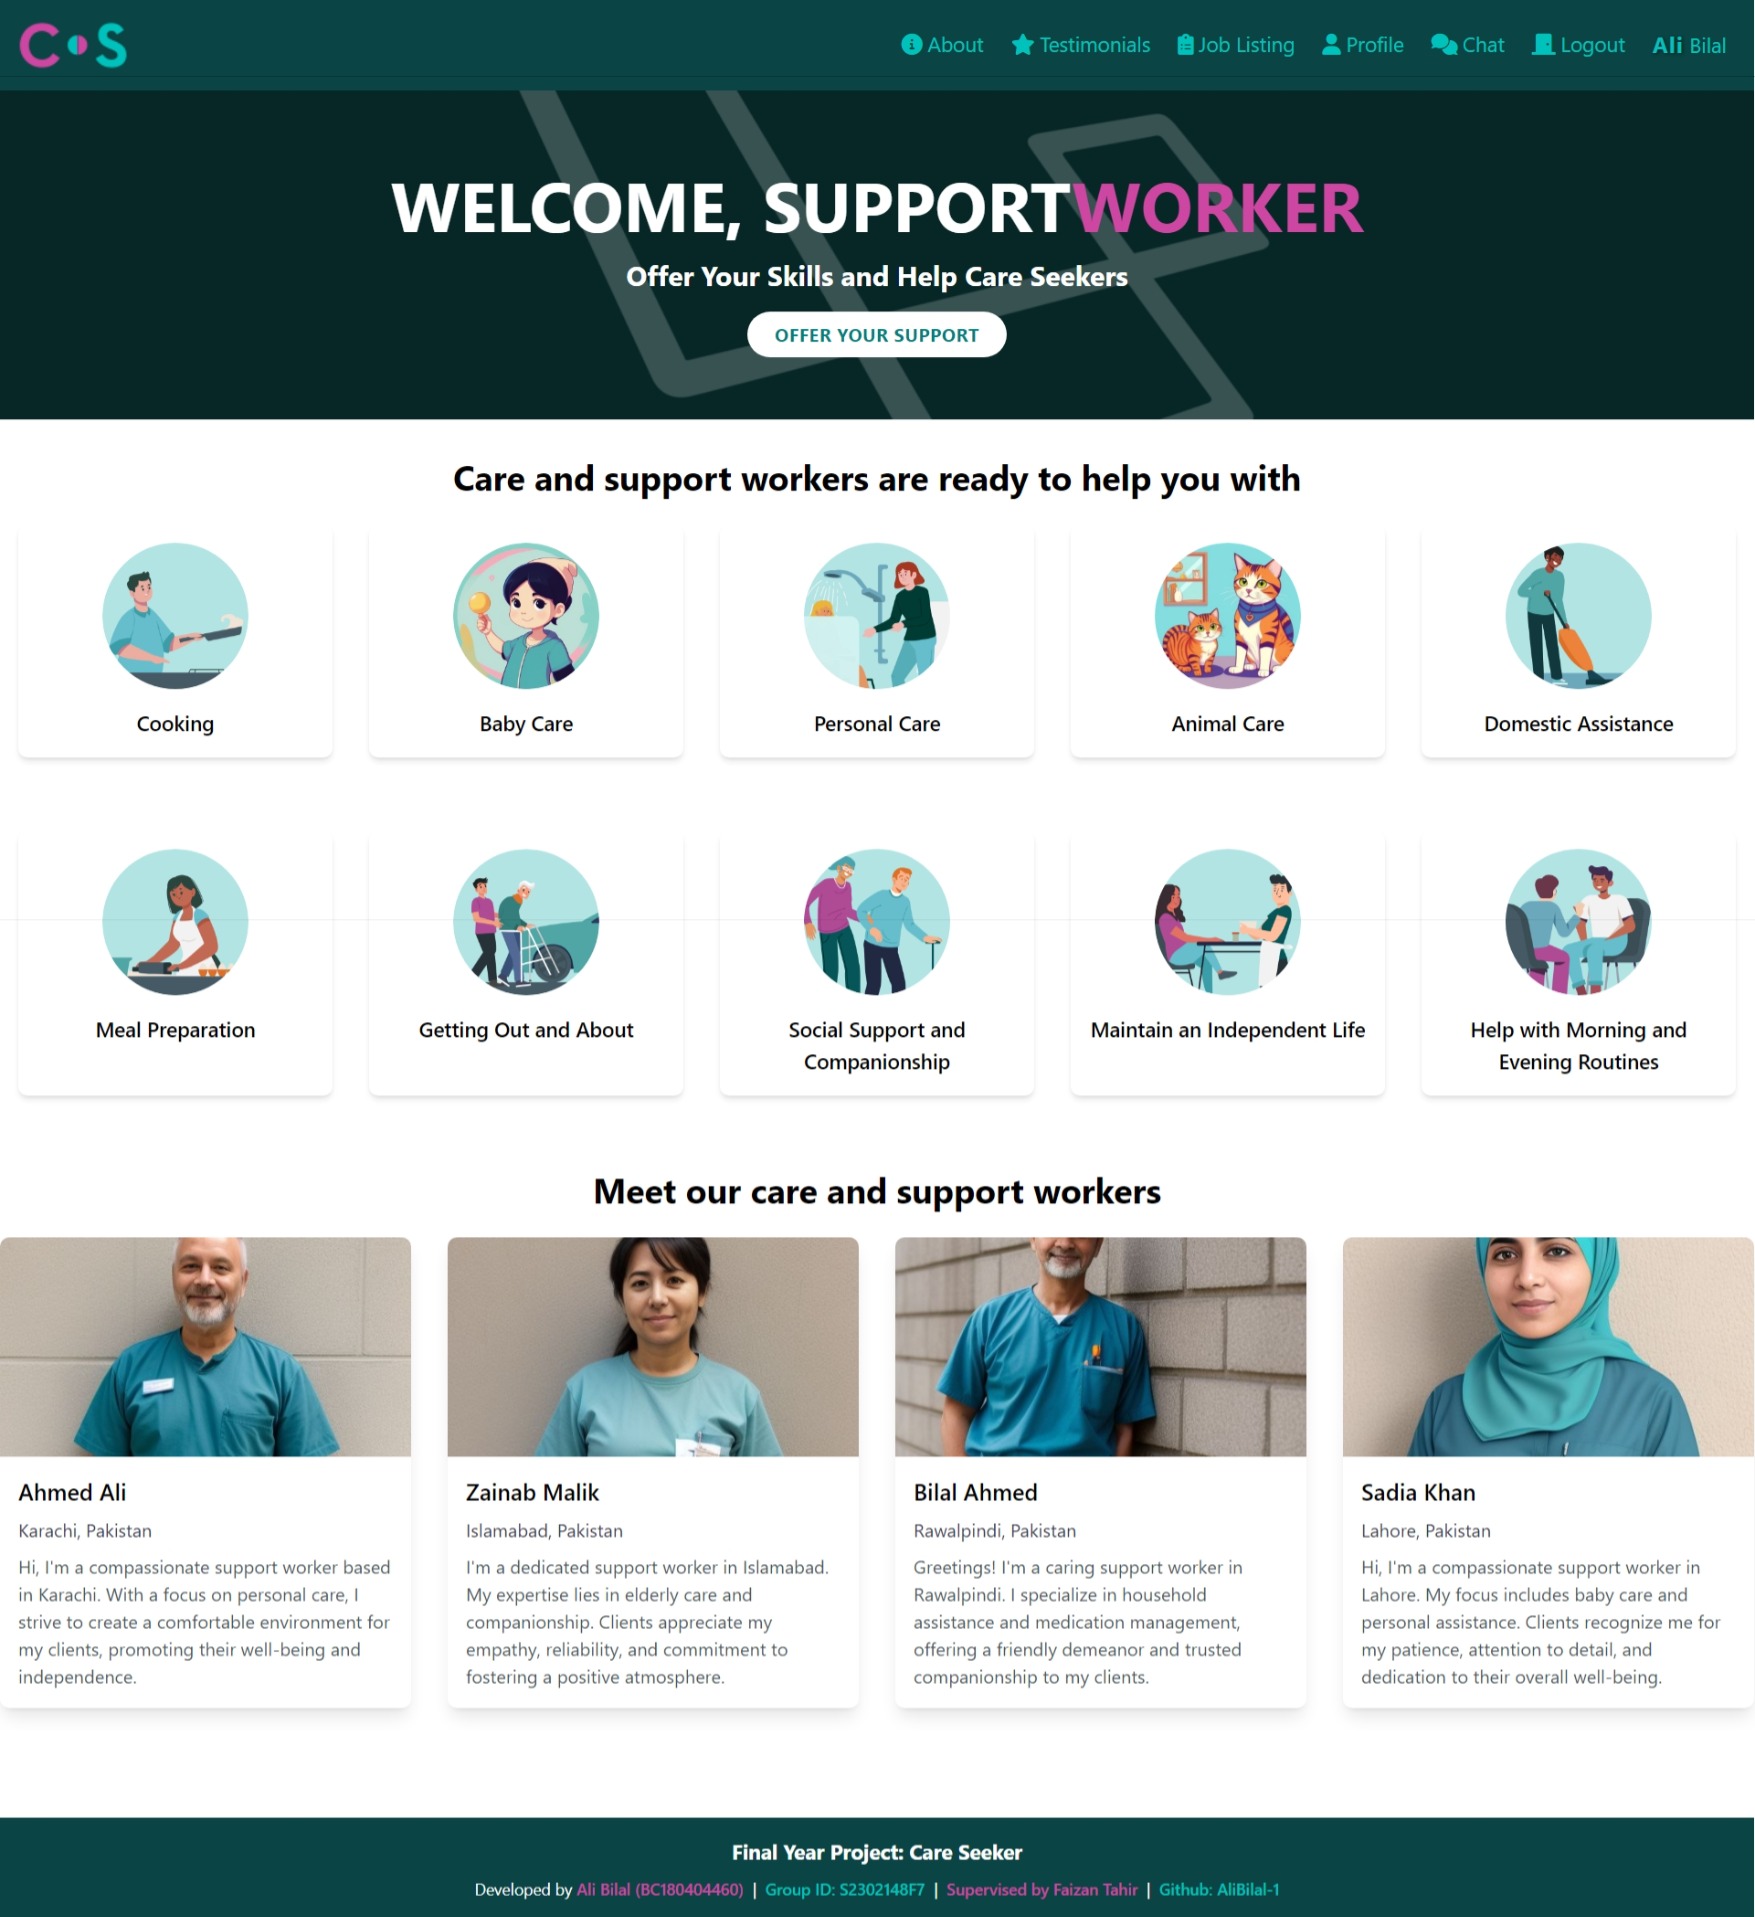 C S
About Testimonials Job Listing Profile Chat Logout Ali Bilal
WELCOME, SUPPORTWORKER
Offer Your Skills and Help Care Seekers
OFFER YOUR SUPPORT
Care and support workers are ready to help you with
Cooking
Baby Care
Personal Care
Animal Care
Domestic Assistance
Meal Preparation
Getting Out and About
Social Support and
Companionship
Maintain an Independent Life
Help with Morning and
Evening Routines
Meet our care and support workers
Ahmed Ali
Karachi, Pakistan
Hi, I'm a compassionate support worker based
in Karachi. With a focus on personal care, I
strive to create a comfortable environment for
my clients, promoting their well-being and
independence.
Zainab Malik
Islamabad, Pakistan
I'm a dedicated support worker in Islamabad.
My expertise lies in elderly care and
companionship. Clients appreciate my
empathy, reliability, and commitment to
fostering a positive atmosphere.
Bilal Ahmed
Rawalpindi, Pakistan
Greetings! I'm a caring support worker in
Rawalpindi. I specialize in household
assistance and medication management,
offering a friendly demeanor and trusted
companionship to my clients.
Sadia Khan
Lahore, Pakistan
Hi, I'm a compassionate support worker in
Lahore. My focus includes baby care and
personal assistance. Clients recognize me for
my patience, attention to detail, and
dedication to their overall well-being.
Final Year Project: Care Seeker
Developed by Ali Bilal (BC180404460) | Group ID: S2302148F7 | Supervised by Faizan Tahir | Github: AliBilal-1